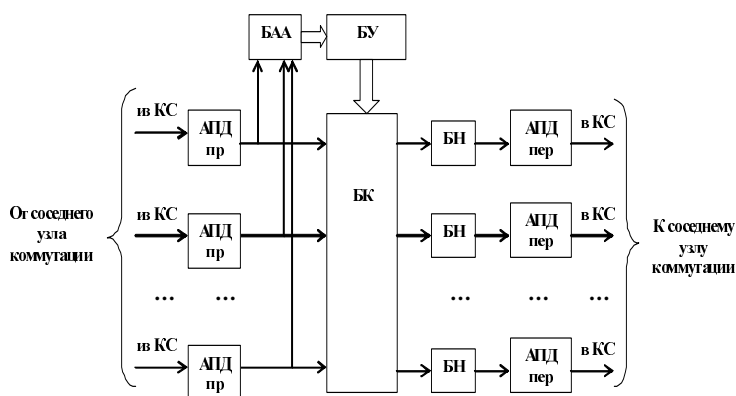 БАА
БУ
из КС
АПД
пр
БК
БН
АПД
пер
в КС
из КС
АПД
пр
БН
АПД
пер
в КС
От соседнего
узла
коммутации
К соседнему
узлу
коммутации
... ...
... ... ...
из КС
АПД
пр
БН
АПД
пер
в КС